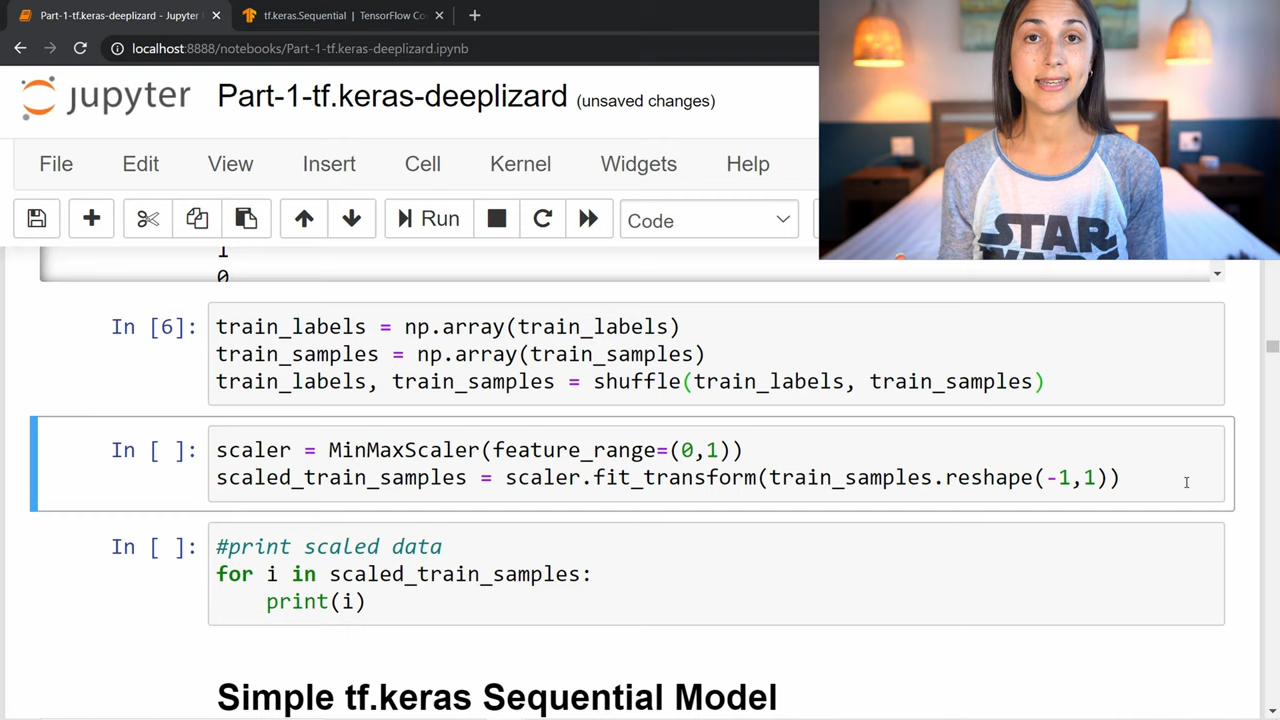 Part-1-tf.keras-deeplizard - Jupyter
tf.keras.Sequential | TensorFlow Co
localhost:8888/notebooks/Part-1-tf.keras-deeplizard.ipynb
jupyter Part-1-tf.keras-deeplizard (unsaved changes)
File Edit View Insert Cell Kernel Widgets Help
Run Code
STAR
1
0
In [6]: train_labels = np.array(train_labels)
train_samples = np.array(train_samples)
train_labels, train_samples = shuffle(train_labels, train_samples)
In [ ]: scaler = MinMaxScaler(feature_range=(0,1))
scaled_train_samples = scaler.fit_transform(train_samples.reshape(-1,1))
In [ ]: #print scaled data
for i in scaled_train_samples:
print(i)
Simple tf.keras Sequential Model